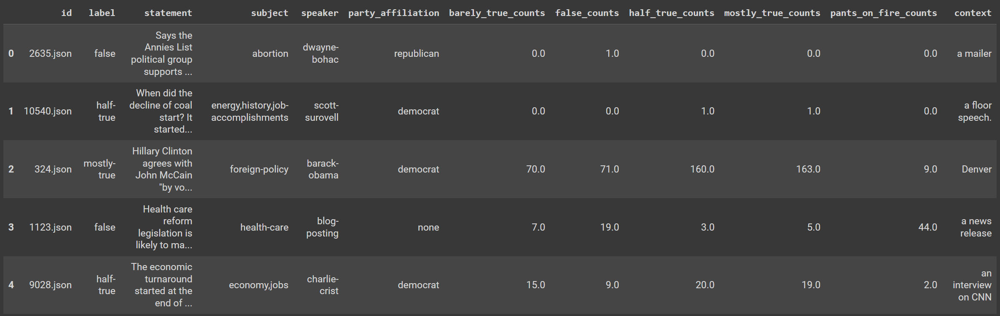 id label statement subject speaker party_affiliation barely_true_counts false_counts half_true_counts mostly_true_counts pants_on_fire_counts context
Says the
Annies List
political group
supports ...
0 2635.json false abortion dwayne-
bohac republican 0.0 1.0 0.0 0.0 0.0 a mailer
When did the
decline of coal
start? It
started...
1 10540.json half-
true energy,history,job-
accomplishments scott-
surovell democrat 0.0 0.0 1.0 1.0 0.0 a floor
speech.
Hillary Clinton
agrees with
John McCain
"by vo...
2 324.json mostly-
true foreign-policy barack-
obama democrat 70.0 71.0 160.0 163.0 9.0 Denver
Health care
reform
legislation is
likely to ma...
3 1123.json false health-care blog-
posting none 7.0 19.0 3.0 5.0 44.0 a news
release
The economic
turnaround
started at the
end of ...
4 9028.json half-
true economy,jobs charlie-
crist democrat 15.0 9.0 20.0 19.0 2.0 an
interview
on CNN